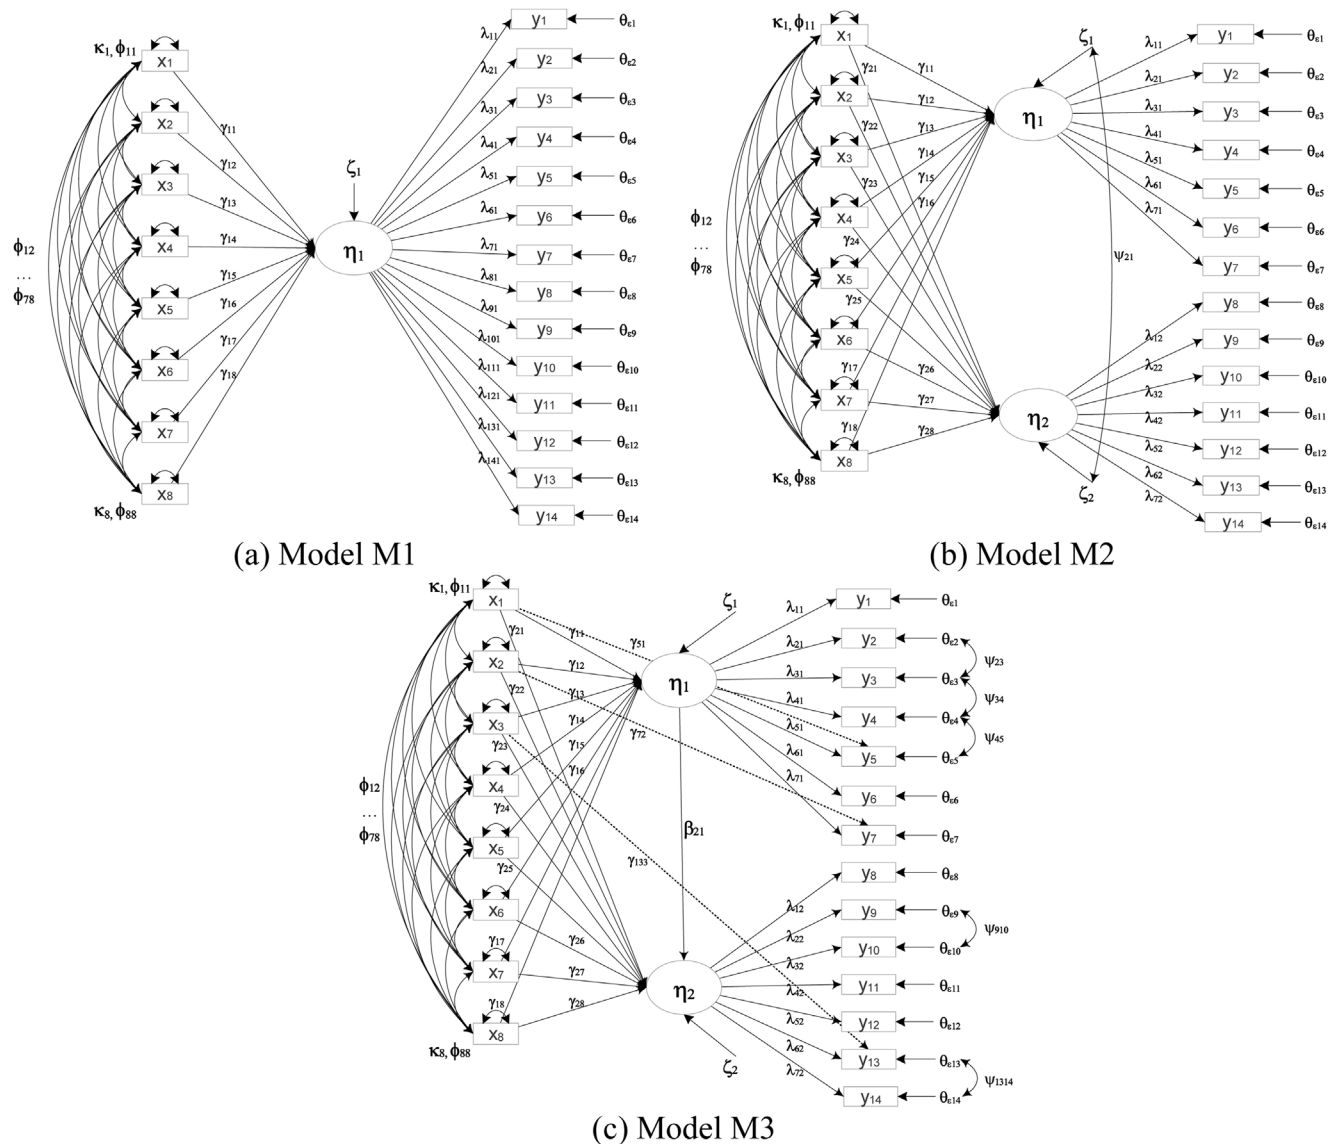 κ1, ϕ11
x1
x2
x3
x4
x5
x6
x7
x8
κ8, ϕ88
ϕ12
...
ϕ78
γ11
γ12
γ13
γ14
γ15
γ16
γ17
γ18
ζ1
η1
λ11
λ21
λ31
λ41
λ51
λ61
λ71
λ81
λ91
λ101
λ111
λ121
λ131
λ141
y1 θε1
y2 θε2
y3 θε3
y4 θε4
y5 θε5
y6 θε6
y7 θε7
y8 θε8
y9 θε9
y10 θε10
y11 θε11
y12 θε12
y13 θε13
y14 θε14
(a) Model M1
κ1, ϕ11
x1
x2
x3
x4
x5
x6
x7
x8
κ8, ϕ88
ϕ12
...
ϕ78
γ21
γ11
γ12
γ22
γ13
γ14
γ23
γ15
γ16
γ24
γ25
γ17
γ26
γ27
γ18
γ28
ζ1
η1
ψ21
η2
ζ2
λ11
λ21
λ31
λ41
λ51
λ61
λ71
λ12
λ22
λ32
λ42
λ52
λ62
λ72
y1 θε1
y2 θε2
y3 θε3
y4 θε4
y5 θε5
y6 θε6
y7 θε7
y8 θε8
y9 θε9
y10 θε10
y11 θε11
y12 θε12
y13 θε13
y14 θε14
(b) Model M2
κ1, ϕ11
x1
x2
x3
x4
x5
x6
x7
x8
κ8, ϕ88
ϕ12
...
ϕ78
γ21
γ11
γ51
γ12
γ22
γ13
γ72
γ14
γ23
γ15
γ16
γ24
γ133
γ25
γ17
γ26
γ27
γ18
γ28
ζ1
η1
β21
η2
ζ2
λ11
λ21
λ31
λ41
λ51
λ61
λ71
λ12
λ22
λ32
λ42
λ52
λ62
λ72
y1 θε1
y2 θε2
ψ23
y3 θε3
ψ34
y4 θε4
ψ45
y5 θε5
y6 θε6
y7 θε7
y8 θε8
y9 θε9
ψ910
y10 θε10
y11 θε11
y12 θε12
y13 θε13
ψ1314
y14 θε14
(c) Model M3